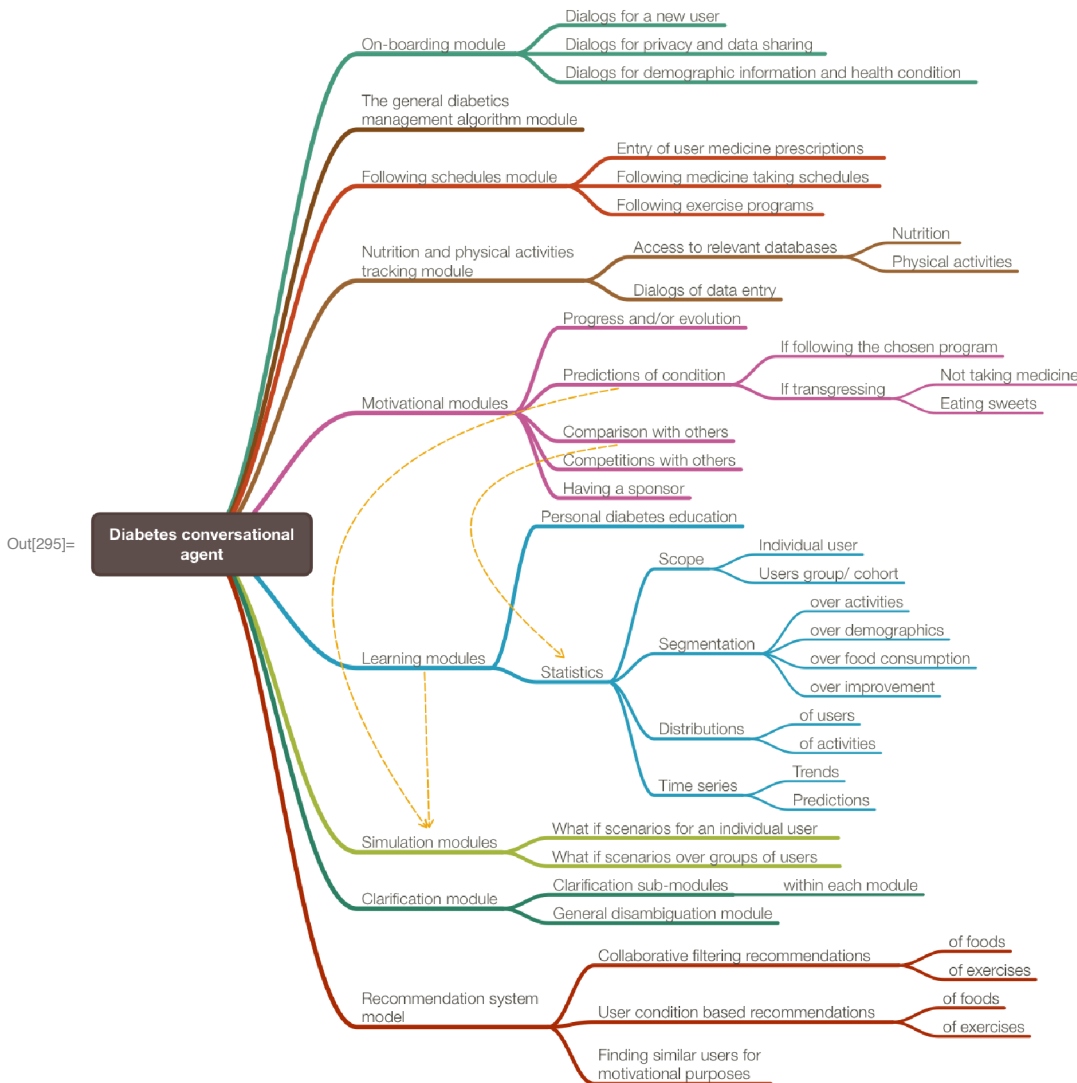 Dialogs for a new user
On-boarding module
Dialogs for privacy and data sharing
Dialogs for demographic information and health condition
The general diabetics
management algorithm module
Entry of user medicine prescriptions
Following schedules module
Following medicine taking schedules
Following exercise programs
Nutrition and physical activities
tracking module
Access to relevant databases
Nutrition
Physical activities
Dialogs of data entry
Motivational modules
Progress and/or evolution
Predictions of condition
If following the chosen program
If transgressing
Not taking medicine
Eating sweets
Comparison with others
Competitions with others
Having a sponsor
Out[295]=
Diabetes conversational
agent
Learning modules
Personal diabetes education
Statistics
Scope
Individual user
Users group/ cohort
Segmentation
over activities
over demographics
over food consumption
over improvement
Distributions
of users
of activities
Time series
Trends
Predictions
Simulation modules
What if scenarios for an individual user
What if scenarios over groups of users
Clarification module
Clarification sub-modules
within each module
General disambiguation module
Recommendation system
model
Collaborative filtering recommendations
of foods
of exercises
User condition based recommendations
of foods
of exercises
Finding similar users for
motivational purposes